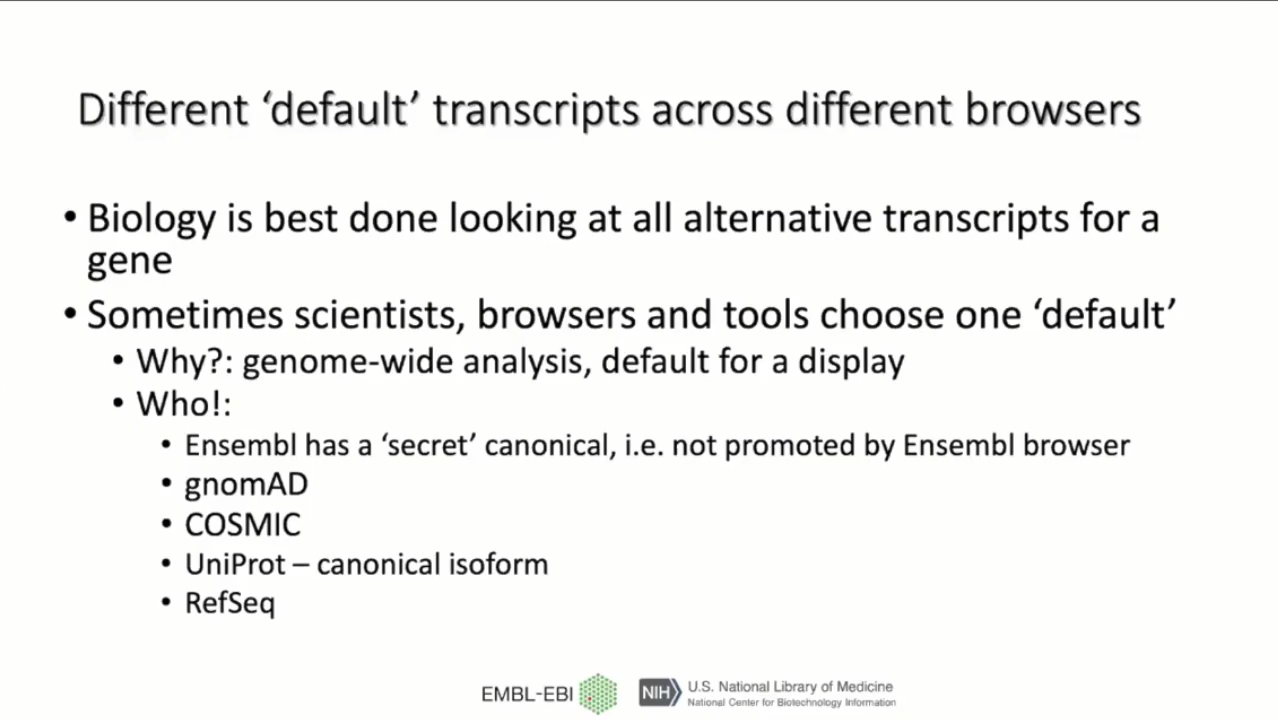 Different ‘default’ transcripts across different browsers
• Biology is best done looking at all alternative transcripts for a
gene
• Sometimes scientists, browsers and tools choose one ‘default’
• Why?: genome-wide analysis, default for a display
• Who!:
• Ensembl has a ‘secret’ canonical, i.e. not promoted by Ensembl browser
• gnomAD
• COSMIC
• UniProt – canonical isoform
• RefSeq
EMBL-EBI
NIH
U.S. National Library of Medicine
National Center for Biotechnology Information